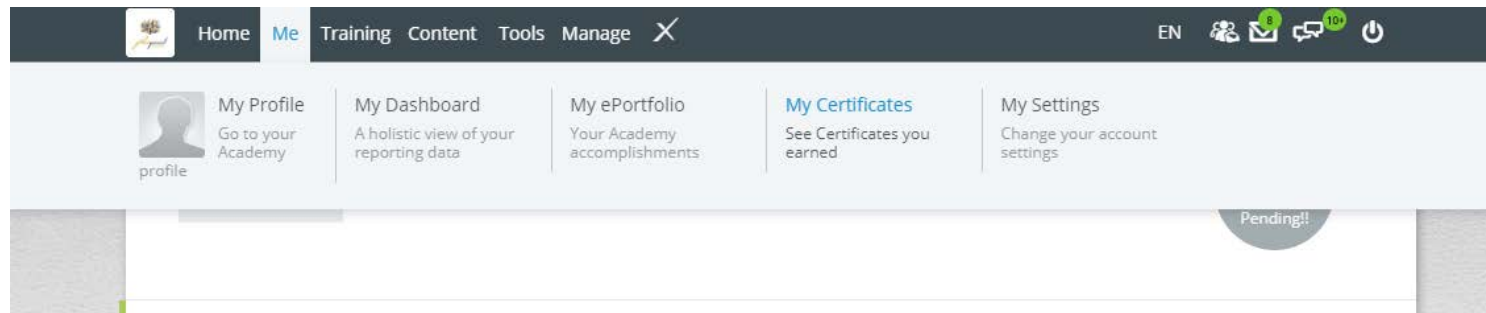 Home Me Training Content Tools Manage EN 8 10+
My Profile
Go to your
Academy
profile
My Dashboard
A holistic view of your
reporting data
My ePortfolio
Your Academy
accomplishments
My Certificates
See Certificates you
earned
My Settings
Change your account
settings
Pending!!